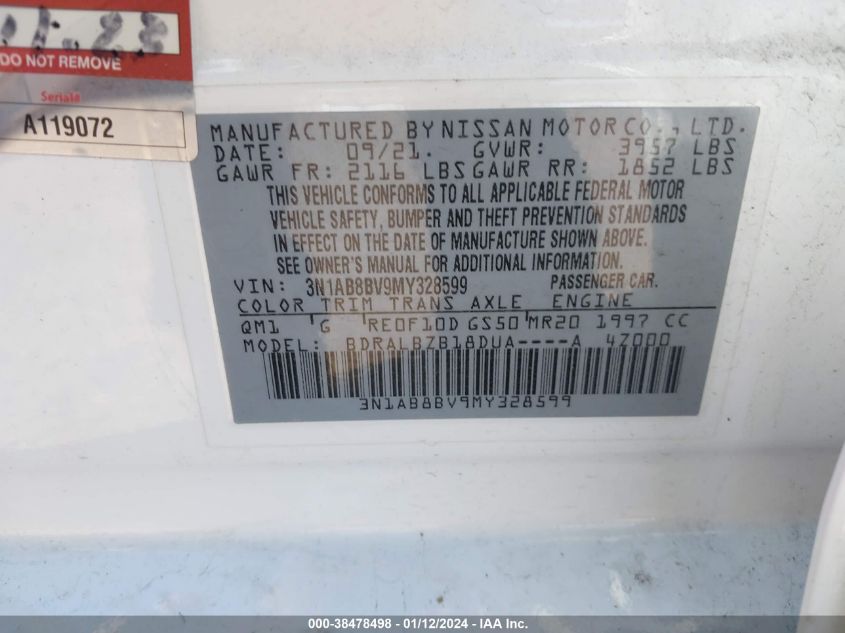 DO NOT REMOVE
Serial#
A119072
MANUFACTURED BY NISSAN MOTOR CO., LTD.
DATE: 09/21. GVWR: 3957 LBS
GAWR FR: 2116 LBS GAWR RR: 1852 LBS
THIS VEHICLE CONFORMS TO ALL APPLICABLE FEDERAL MOTOR
VEHICLE SAFETY, BUMPER AND THEFT PREVENTION STANDARDS
IN EFFECT ON THE DATE OF MANUFACTURE SHOWN ABOVE.
SEE OWNER'S MANUAL FOR ADDITIONAL INFORMATION.
VIN: 3N1AB8BV9MY328599 PASSENGER CAR.
COLOR TRIM TRANS AXLE ENGINE
QM1 G RE0F10D GS50 MR20 1997 CC
MODEL: BDRALBZB18DUA----A 4Z000
3N1AB8BV9MY328599
000-38478498 - 01/12/2024 - IAA Inc.